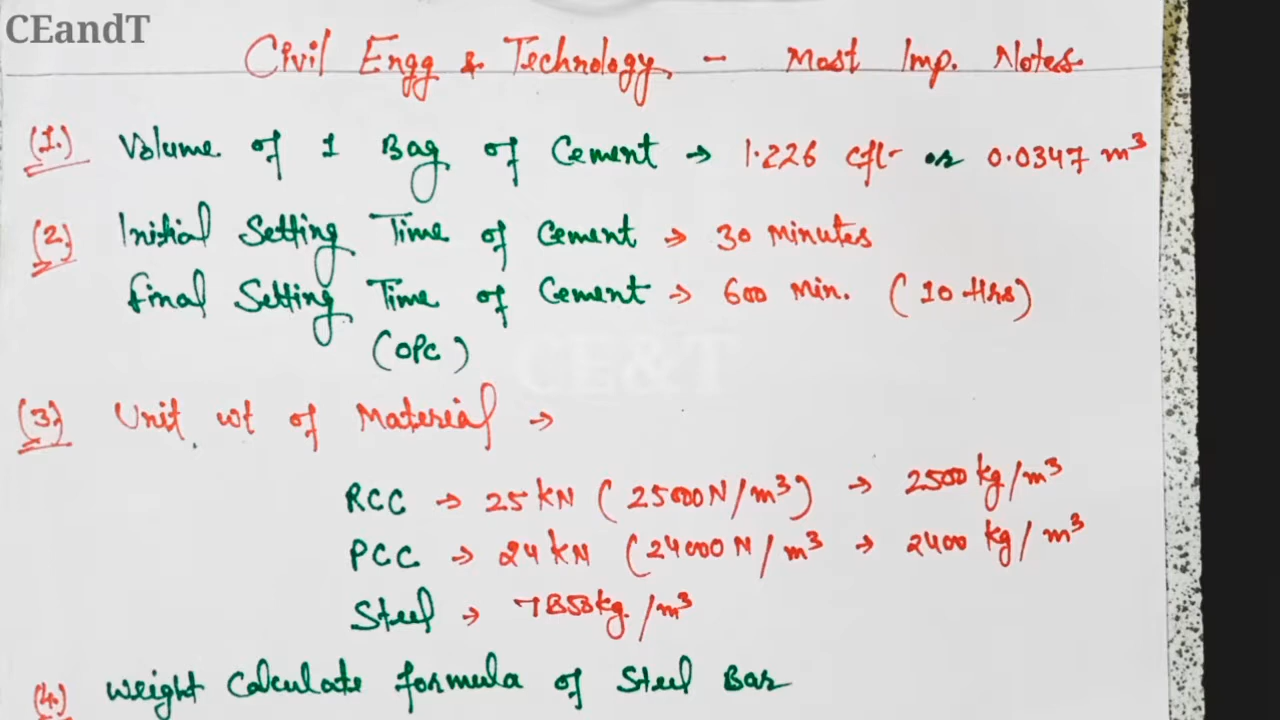 CEandT
Civil Engg & Technology - Most Imp. Notes
(1.) Volume of 1 Bag of Cement → 1.226 cft or 0.0347 m³
(2.) Initial Setting Time of Cement → 30 Minutes
Final Setting Time of Cement → 600 Min. (10 Hrs)
(OPC)
CE&T
(3.) Unit wt of Material →
RCC → 25 kN (25000N/m³) → 2500 kg/m³
PCC → 24 kN (24000 N/m³ → 2400 kg/m³
Steel → 7850kg./m³
(4.) Weight Calculate formula of Steel Bar